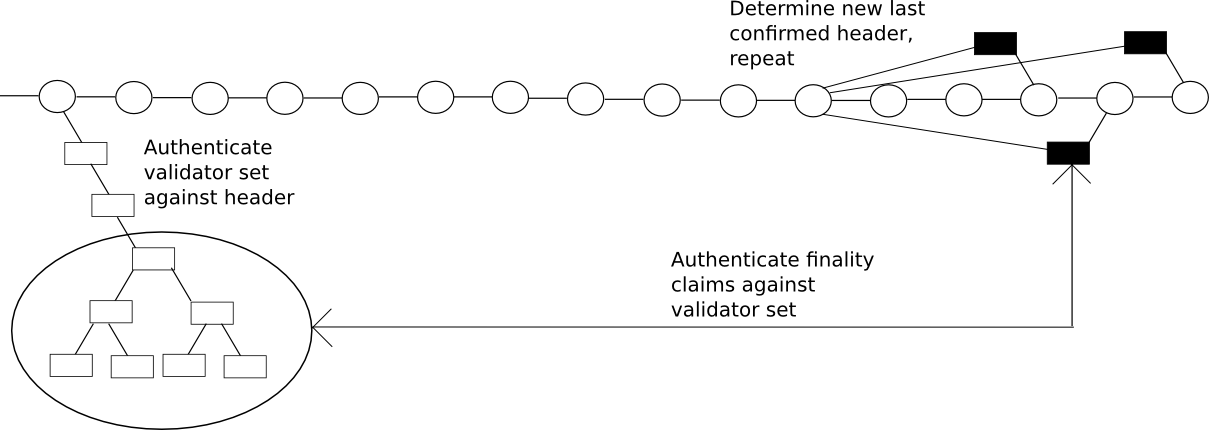 Determine new last
confirmed header,
repeat
Authenticate
validator set
against header
Authenticate finality
claims against
validator set